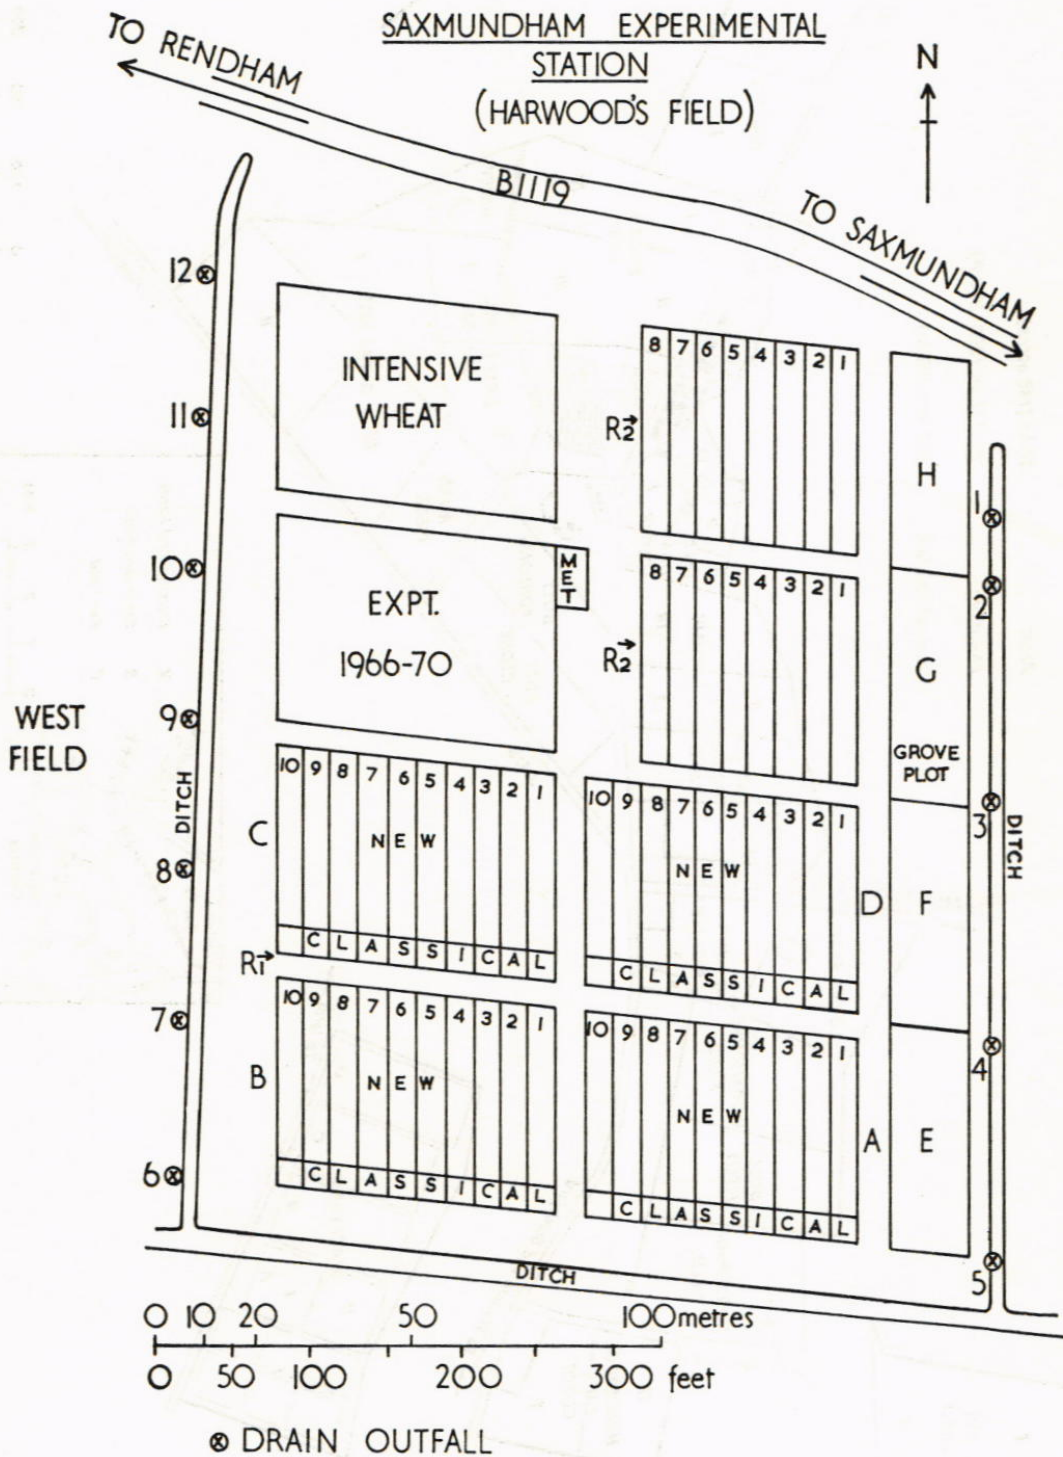 SAXMUNDHAM EXPERIMENTAL
STATION
(HARWOOD'S FIELD)
TO RENDHAM
N
B1119
TO SAXMUNDHAM
12
INTENSIVE
WHEAT
8 7 6 5 4 3 2 1
11
R2
H
1
10
EXPT.
1966-70
MET
8 7 6 5 4 3 2 1
R2
2
G
GROVE
PLOT
WEST
FIELD
9
DITCH
10 9 8 7 6 5 4 3 2 1
C
NEW
CLASSICAL
10 9 8 7 6 5 4 3 2 1
NEW
D
CLASSICAL
F
3
DITCH
8
R1
7
10 9 8 7 6 5 4 3 2 1
B
NEW
CLASSICAL
10 9 8 7 6 5 4 3 2 1
NEW
A
CLASSICAL
E
4
6
DITCH
5
0 10 20 50 100 metres
0 50 100 200 300 feet
⊗ DRAIN OUTFALL